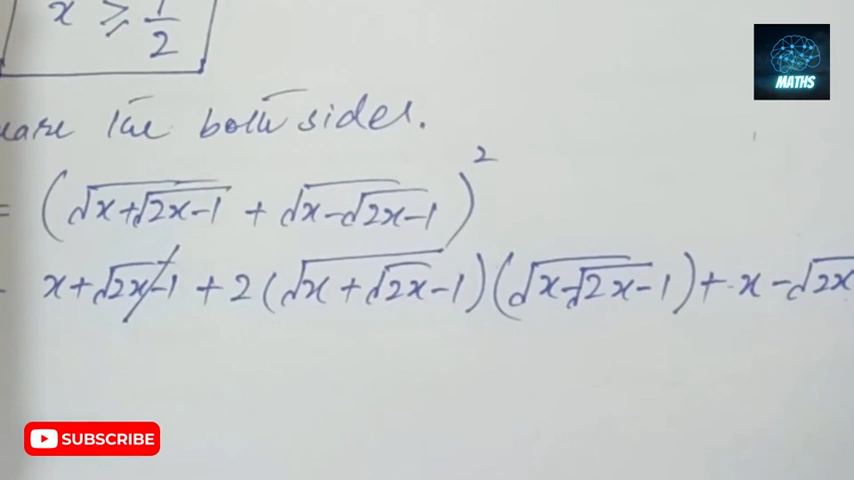 x ≥ 1/2
MATHS
the both sides.
= (√(x+√(2x-1)) + √(x-√(2x-1)))²
x+√(2x-1) + 2(√(x+√(2x-1)))(√(x-√(2x-1))) + x-√2x
SUBSCRIBE